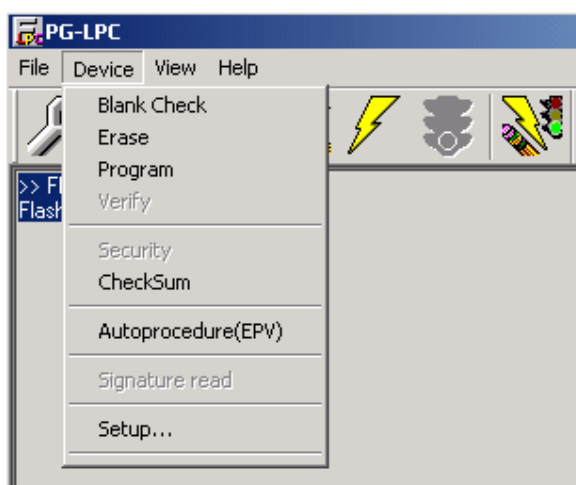 PG-LPC
File Device View Help
Blank Check
Erase
Program
>> Fl
Verify
Flash
Security
CheckSum
Autoprocedure(EPV)
Signature read
Setup...